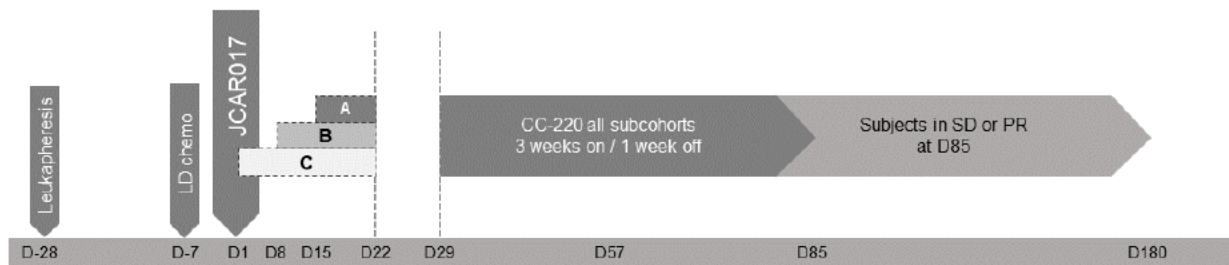 Leukapheresis
LD chemo
JCAR017
A
B
C
CC-220 all subcohorts
3 weeks on / 1 week off
Subjects in SD or PR
at D85
D-28
D-7
D1
D8
D15
D22
D29
D57
D85
D180